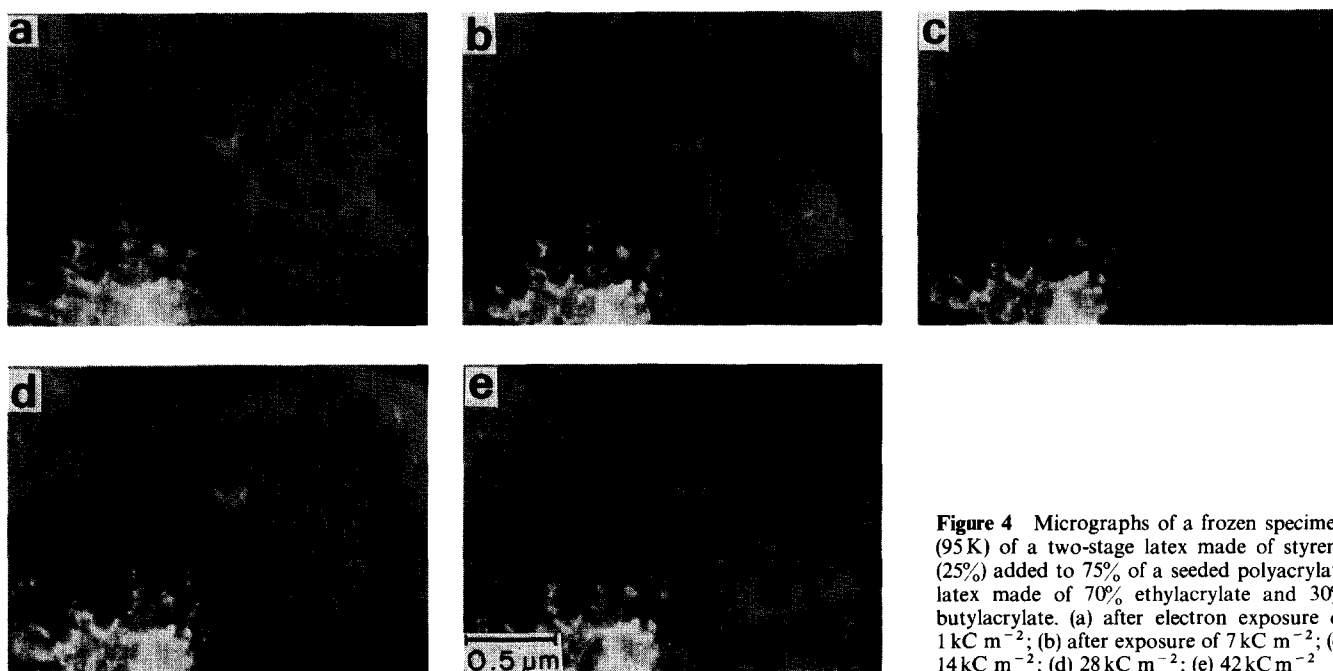 a
b
c
d
e
0.5 μm
Figure 4 Micrographs of a frozen specime
(95 K) of a two-stage latex made of styren
(25%) added to 75% of a seeded polyacrylat
latex made of 70% ethylacrylate and 30%
butylacrylate. (a) after electron exposure o
1 kC m⁻²; (b) after exposure of 7 kC m⁻²; (c
14 kC m⁻²; (d) 28 kC m⁻²; (e) 42 kC m⁻²